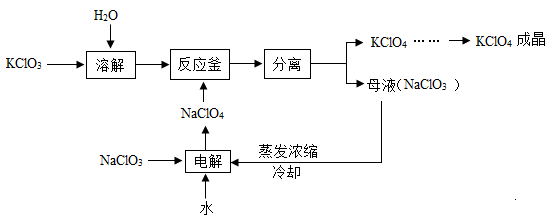 H₂O
KClO₃
溶解
反应釜
分离
KClO₄ …… KClO₄ 成晶
母液(NaClO₃ )
NaClO₄
NaClO₃
电解
蒸发浓缩
冷却
水